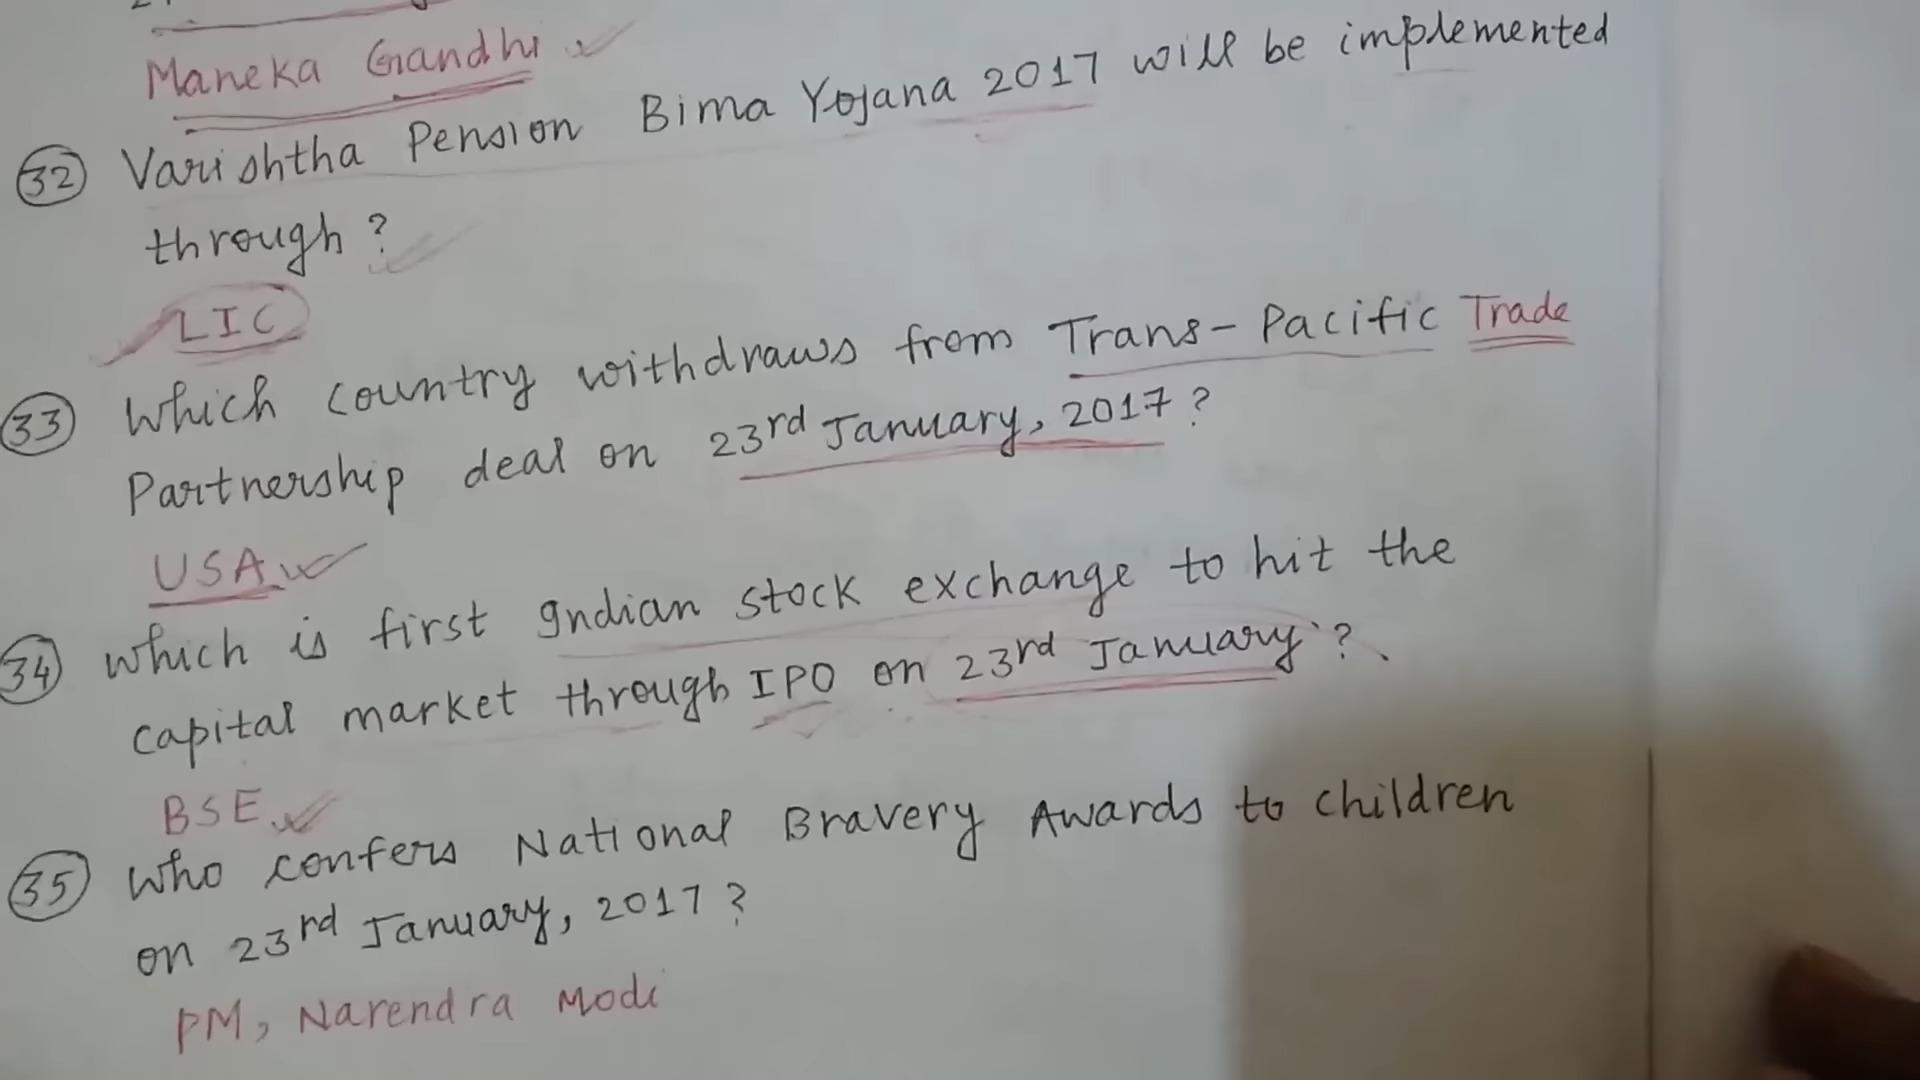 Maneka Gandhi
32 Varishtha Pension Bima Yojana 2017 will be implemented
through ?
LIC
33 Which country withdraws from Trans-Pacific Trade
Partnership deal on 23rd January, 2017 ?
USA
34 Which is first Indian stock exchange to hit the
capital market through IPO on 23rd January ?
BSE
35 Who confers National Bravery Awards to children
on 23rd January, 2017 ?
PM, Narendra Modi